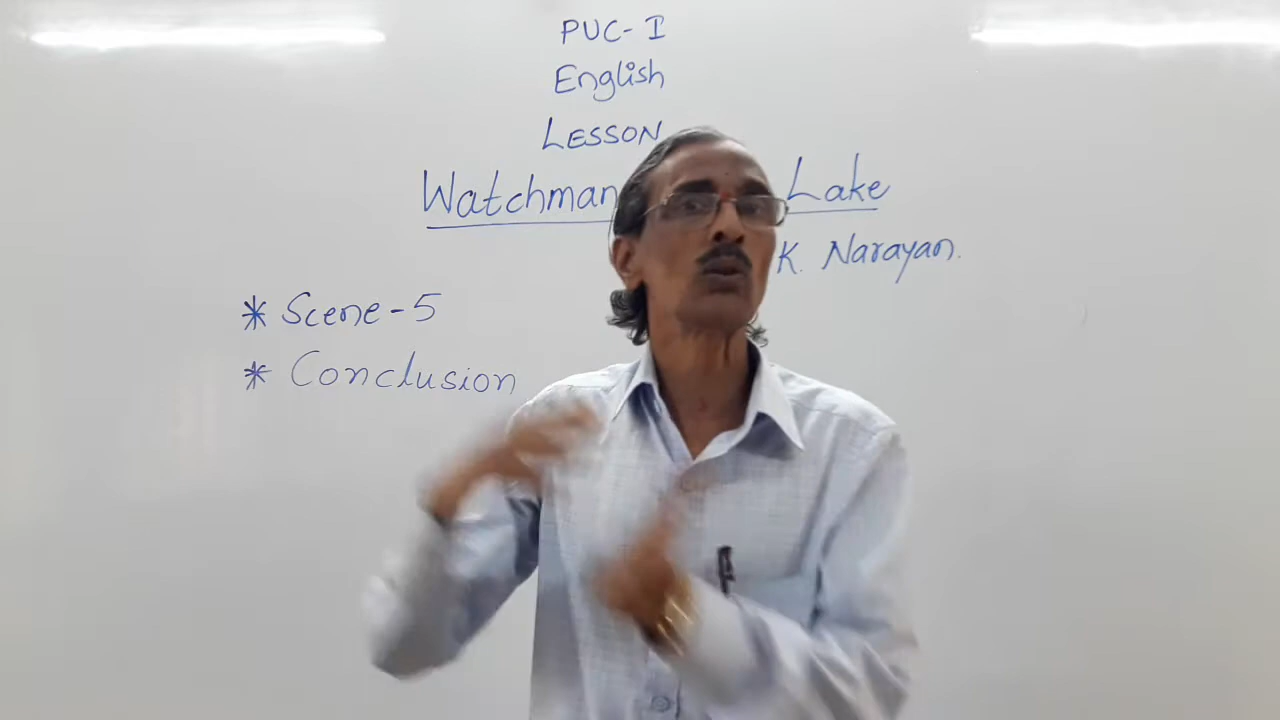 PUC- I
English
LESSON
Watchman Lake
K. Narayan.
* Scene-5
* Conclusion